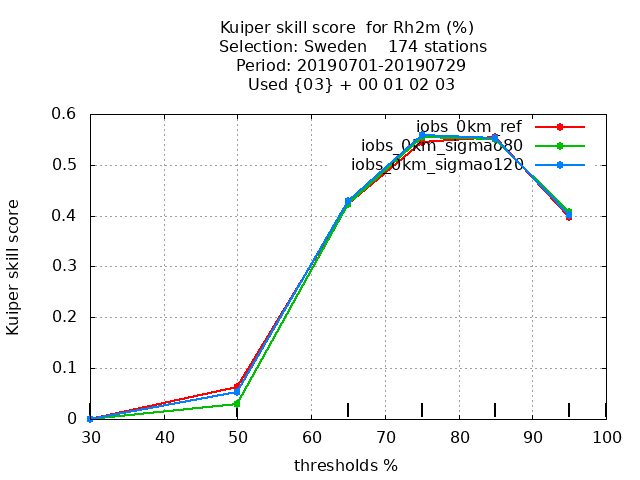 Kuiper skill score  for Rh2m (%)
Selection: Sweden    174 stations
Period: 20190701-20190729
Used {03} + 00 01 02 03
iobs_0km_ref
iobs_0km_sigmao80
iobs_0km_sigmao120
Kuiper skill score
0.6
0.5
0.4
0.3
0.2
0.1
0
30 40 50 60 70 80 90 100
thresholds %